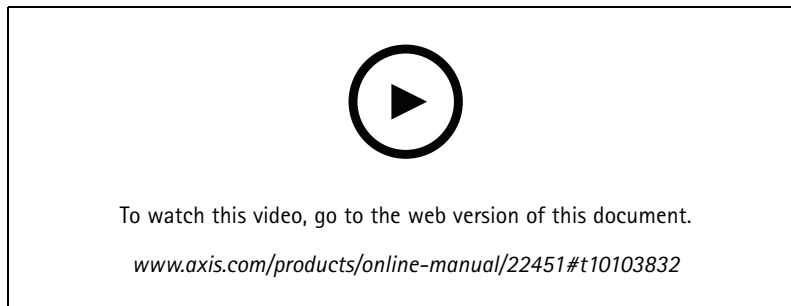 To watch this video, go to the web version of this document.
www.axis.com/products/online-manual/22451#t10103832